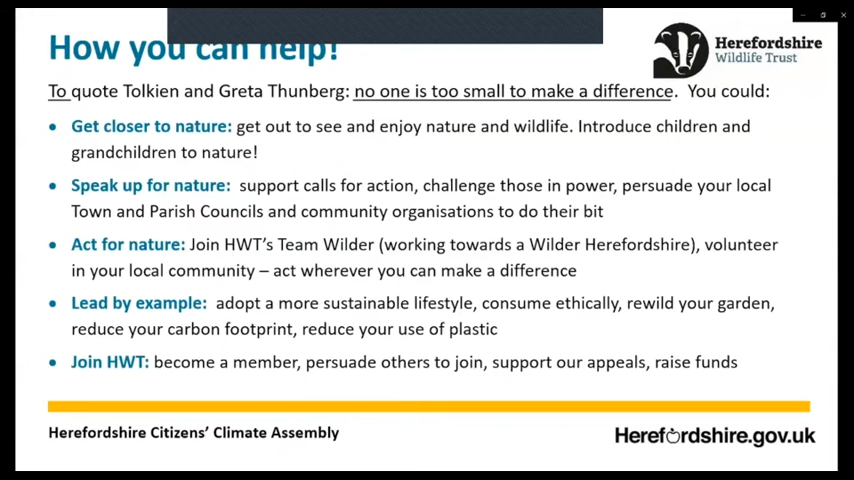 How you can help!
Herefordshire
Wildlife Trust
To quote Tolkien and Greta Thunberg: no one is too small to make a difference. You could:
• Get closer to nature: get out to see and enjoy nature and wildlife. Introduce children and
grandchildren to nature!
• Speak up for nature: support calls for action, challenge those in power, persuade your local
Town and Parish Councils and community organisations to do their bit
• Act for nature: Join HWT's Team Wilder (working towards a Wilder Herefordshire), volunteer
in your local community – act wherever you can make a difference
• Lead by example: adopt a more sustainable lifestyle, consume ethically, rewild your garden,
reduce your carbon footprint, reduce your use of plastic
• Join HWT: become a member, persuade others to join, support our appeals, raise funds
Herefordshire Citizens' Climate Assembly
Herefordshire.gov.uk